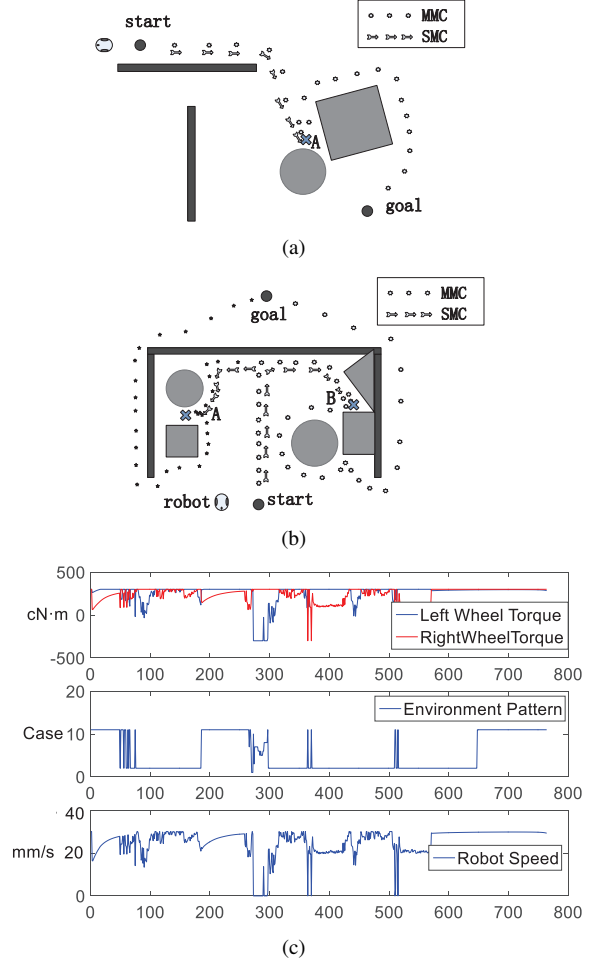 start
MMC
SMC
A
goal
(a)
MMC
SMC
goal
A
B
robot
start
(b)
500
cN·m
0
-500
Left Wheel Torque
RightWheelTorque
0 100 200 300 400 500 600 700 800
20
Case 10
0
Environment Pattern
0 100 200 300 400 500 600 700 800
40
mm/s 20
0
Robot Speed
0 100 200 300 400 500 600 700 800
(c)